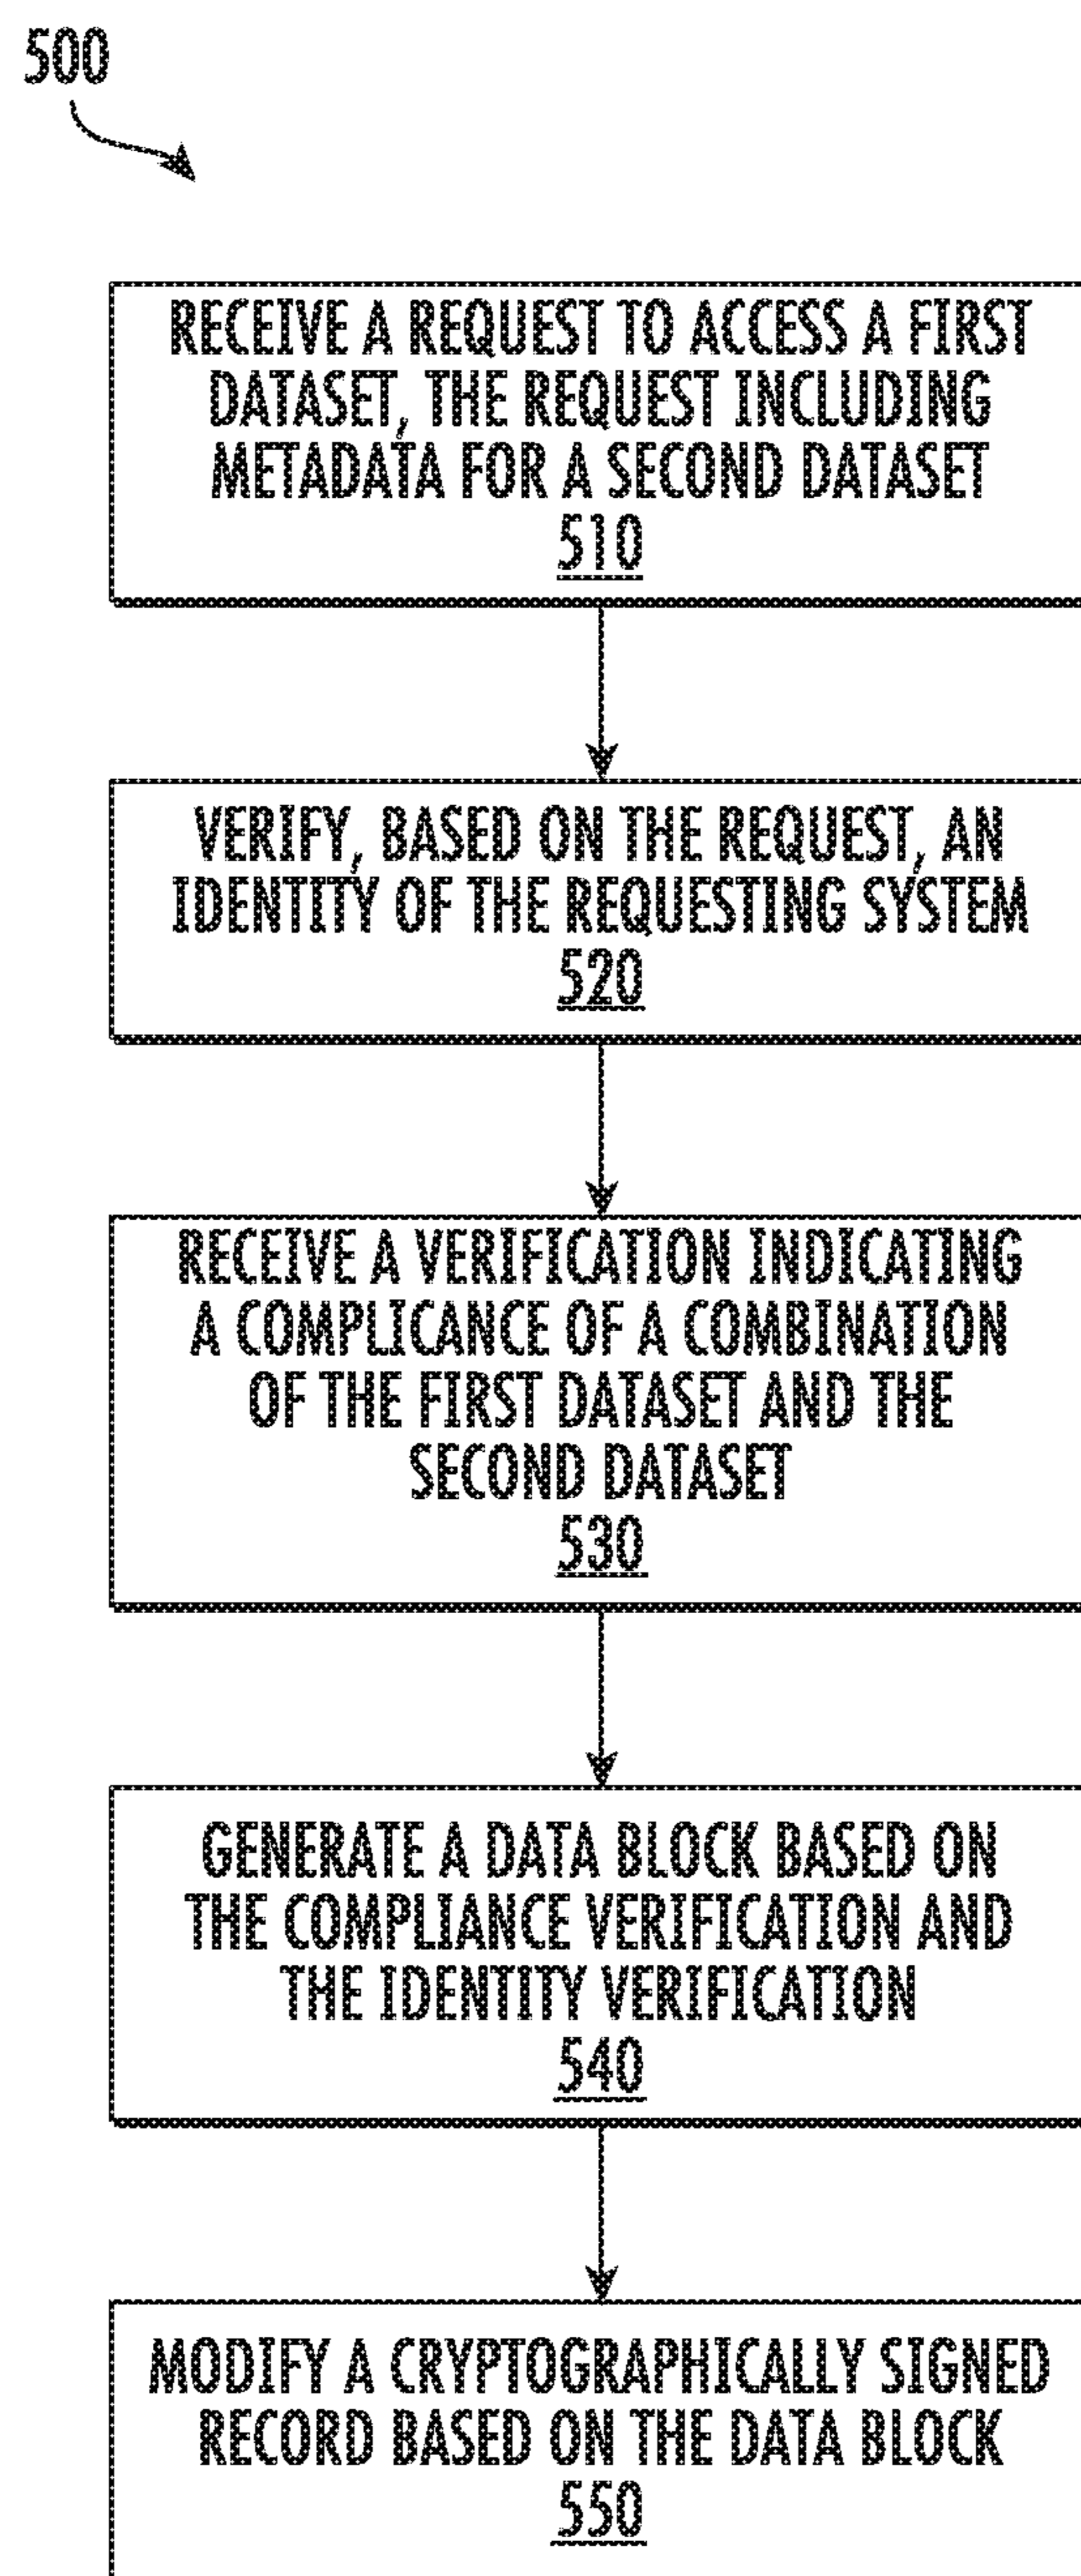 500
RECEIVE A REQUEST TO ACCESS A FIRST
DATASET, THE REQUEST INCLUDING
METADATA FOR A SECOND DATASET
510
VERIFY, BASED ON THE REQUEST, AN
IDENTITY OF THE REQUESTING SYSTEM
520
RECEIVE A VERIFICATION INDICATING
A COMPLICANCE OF A COMBINATION
OF THE FIRST DATASET AND THE
SECOND DATASET
530
GENERATE A DATA BLOCK BASED ON
THE COMPLIANCE VERIFICATION AND
THE IDENTITY VERIFICATION
540
MODIFY A CRYPTOGRAPHICALLY SIGNED
RECORD BASED ON THE DATA BLOCK
550